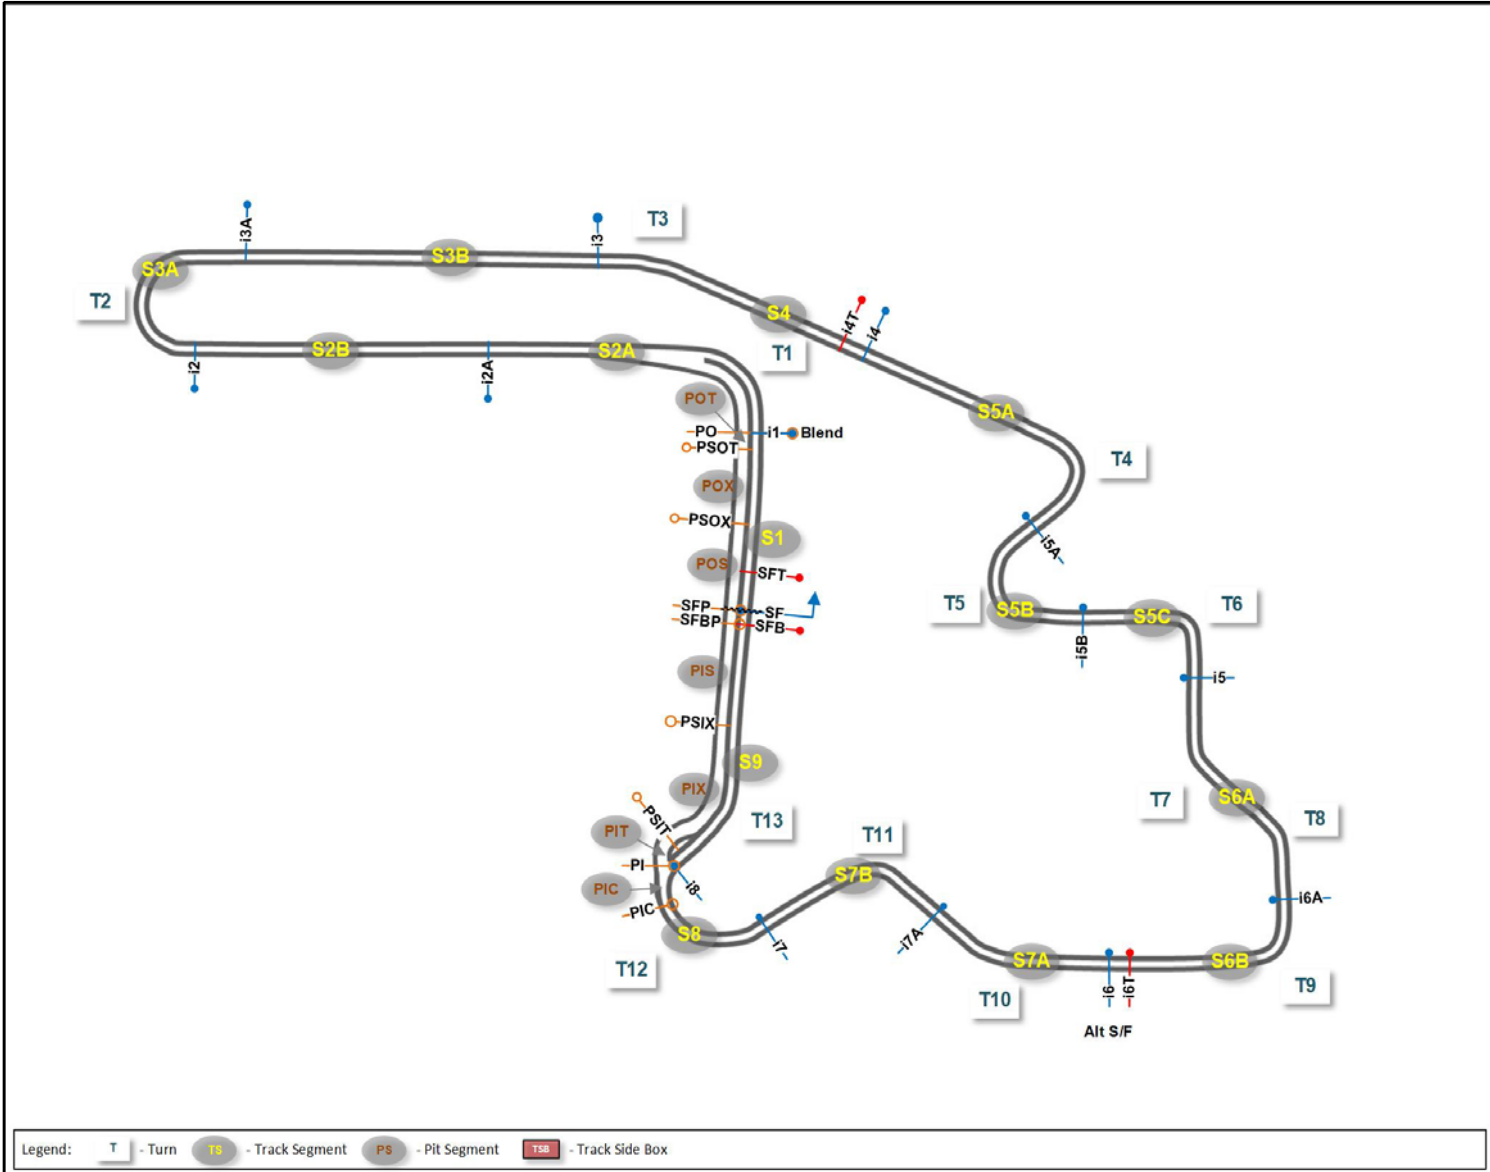 T3
i3A
i3
S3B
S3A
T2
S4
i4T
i4
T1
S2B
S2A
i2
i2A
POT
S5A
PO
i1
Blend
PSOT
T4
POX
PSOX
S1
i5A
POS
SFT
SFP
SF
SFBP
SFB
T5
S5B
S5C
T6
i5B
PIS
i5
PSIX
S9
PIX
T7
S6A
T8
PSIT
T13
PIT
T11
PI
S7B
PIC
i8
i6A
PIC
S8
i7
i7A
T12
S7A
S6B
T10
i6
i6T
T9
Alt S/F
Legend:
T - Turn
TS - Track Segment
PS - Pit Segment
TSB - Track Side Box